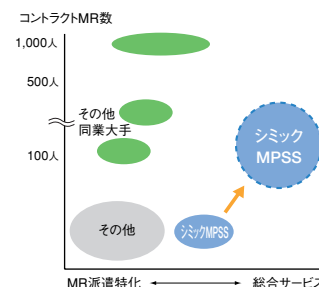 コントラクトMR数
1,000人
500人
その他
同業大手
100人
シミック
MPSS
その他
シミックMPSS
MR派遣特化
総合サービス